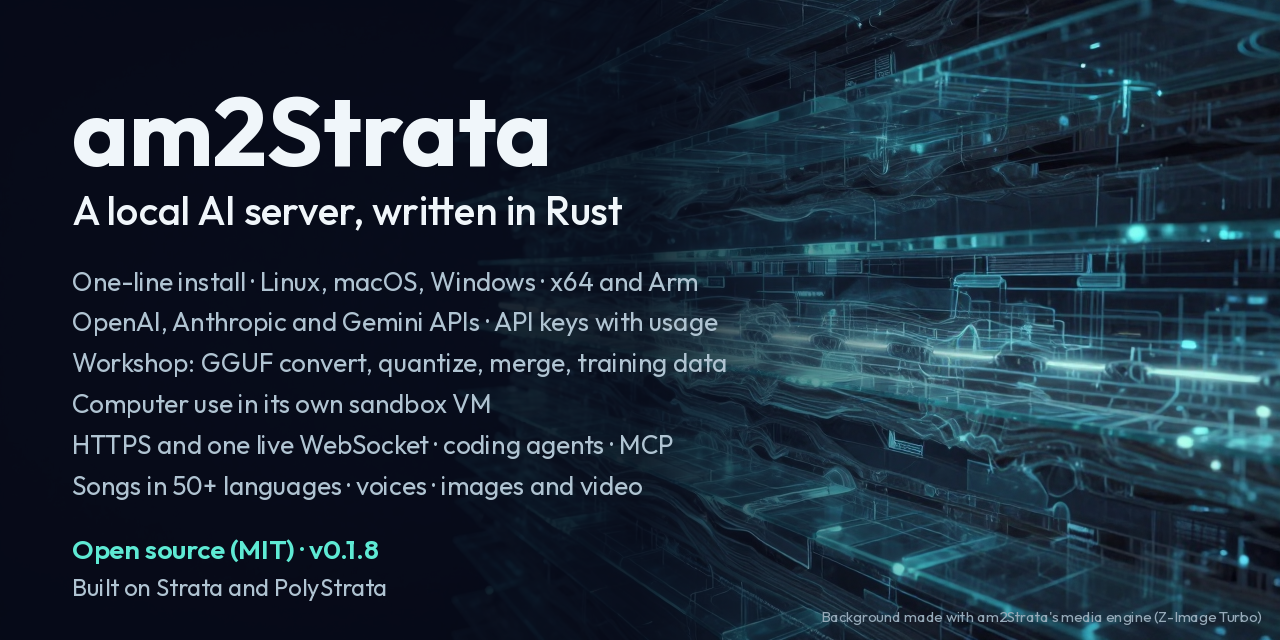 am2Strata
A local AI server, written in Rust
One-line install · Linux, macOS, Windows · x64 and Arm
OpenAI, Anthropic and Gemini APIs · API keys with usage
Workshop: GGUF convert, quantize, merge, training data
Computer use in its own sandbox VM
HTTPS and one live WebSocket · coding agents · MCP
Songs in 50+ languages · voices · images and video
Open source (MIT) · v0.1.8
Built on Strata and PolyStrata
Background made with am2Strata's media engine (Z-Image Turbo)